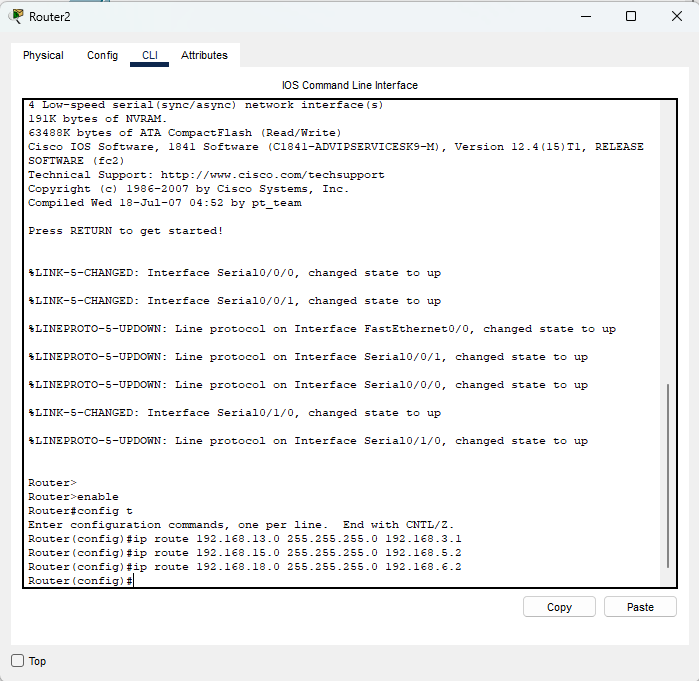 Router2
Physical Config CLI Attributes
IOS Command Line Interface
4 Low-speed serial(sync/async) network interface(s)
191K bytes of NVRAM.
63488K bytes of ATA CompactFlash (Read/Write)
Cisco IOS Software, 1841 Software (C1841-ADVIPSERVICESK9-M), Version 12.4(15)T1, RELEASE
SOFTWARE (fc2)
Technical Support: http://www.cisco.com/techsupport
Copyright (c) 1986-2007 by Cisco Systems, Inc.
Compiled Wed 18-Jul-07 04:52 by pt_team
Press RETURN to get started!
%LINK-5-CHANGED: Interface Serial0/0/0, changed state to up
%LINK-5-CHANGED: Interface Serial0/0/1, changed state to up
%LINEPROTO-5-UPDOWN: Line protocol on Interface FastEthernet0/0, changed state to up
%LINEPROTO-5-UPDOWN: Line protocol on Interface Serial0/0/1, changed state to up
%LINEPROTO-5-UPDOWN: Line protocol on Interface Serial0/0/0, changed state to up
%LINK-5-CHANGED: Interface Serial0/1/0, changed state to up
%LINEPROTO-5-UPDOWN: Line protocol on Interface Serial0/1/0, changed state to up
Router>
Router>enable
Router#config t
Enter configuration commands, one per line.  End with CNTL/Z.
Router(config)#ip route 192.168.13.0 255.255.255.0 192.168.3.1
Router(config)#ip route 192.168.15.0 255.255.255.0 192.168.5.2
Router(config)#ip route 192.168.18.0 255.255.255.0 192.168.6.2
Router(config)#
Copy Paste
Top